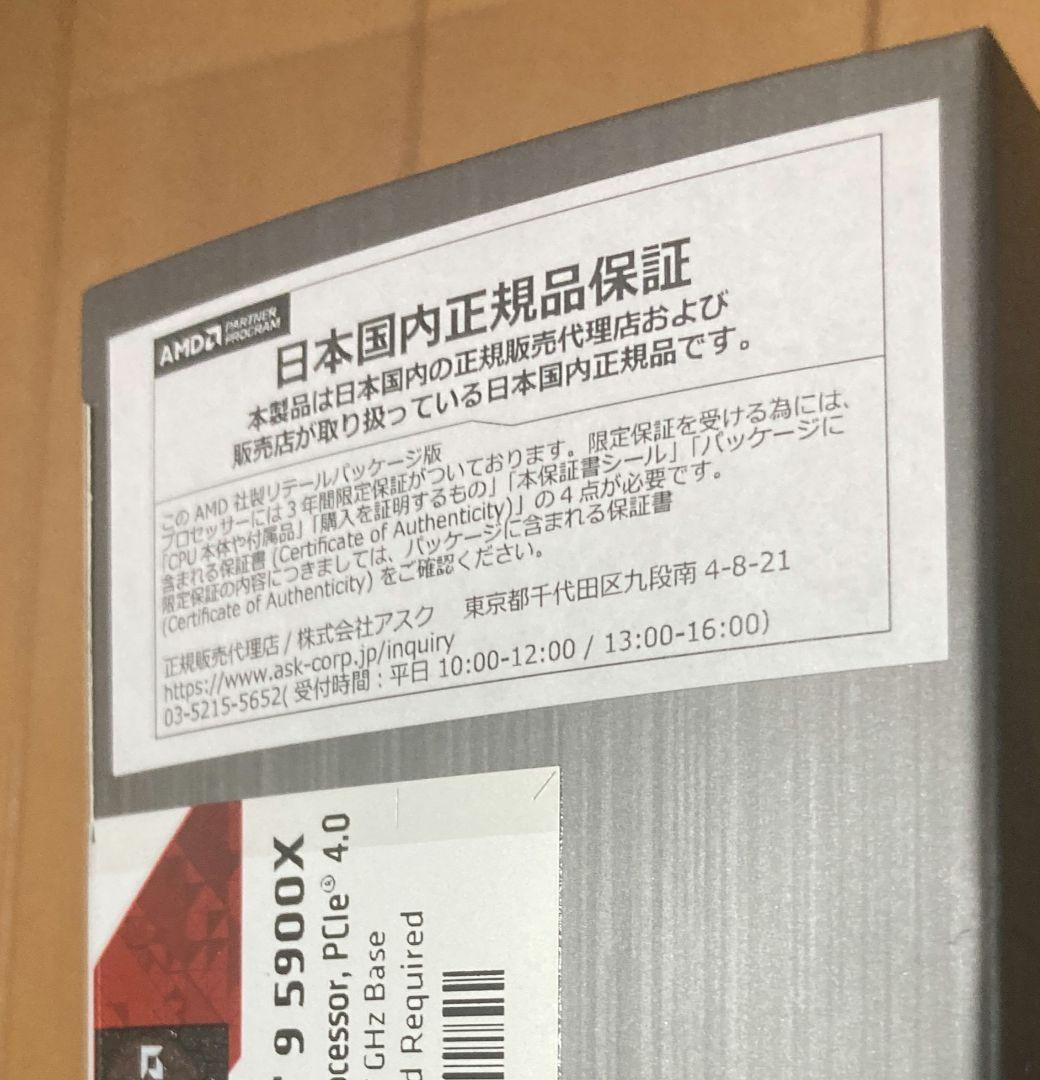 AMD PARTNER PROGRAM
日本国内正規品保証
本製品は日本国内の正規販売代理店および
販売店が取り扱っている日本国内正規品です。
この AMD 社製リテールパッケージ版
プロセッサーには3年間限定保証がついております。限定保証を受ける為には、
「CPU 本体や付属品」「購入を証明するもの」「本保証書シール」「パッケージに
含まれる保証書 (Certificate of Authenticity)」の4点が必要です。
限定保証の内容につきましては、パッケージに含まれる保証書
(Certificate of Authenticity) をご確認ください。
正規販売代理店 / 株式会社アスク 東京都千代田区九段南 4-8-21
https://www.ask-corp.jp/inquiry
03-5215-5652( 受付時間 : 平日 10:00-12:00 / 13:00-16:00)
9 5900X
PCIe® 4.0
GHz Base
Required